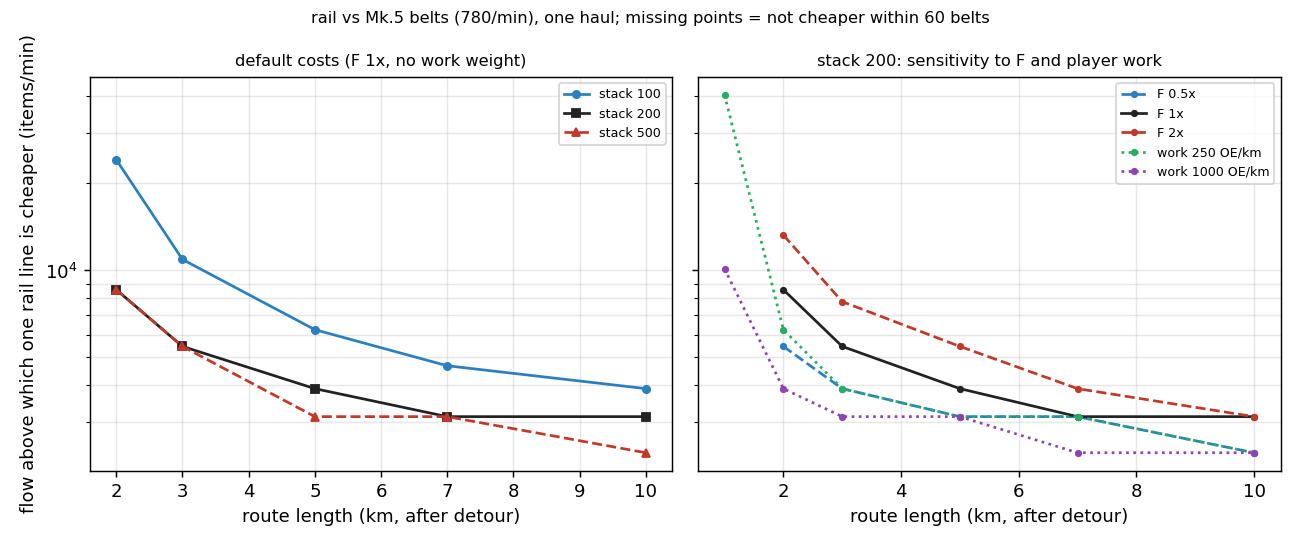 rail vs Mk.5 belts (780/min), one haul; missing points = not cheaper within 60 belts
flow above which one rail line is cheaper (items/min)
default costs (F 1x, no work weight)
stack 100
stack 200
stack 500
10⁴
2 3 4 5 6 7 8 9 10
route length (km, after detour)
stack 200: sensitivity to F and player work
F 0.5x
F 1x
F 2x
work 250 OE/km
work 1000 OE/km
2 4 6 8 10
route length (km, after detour)